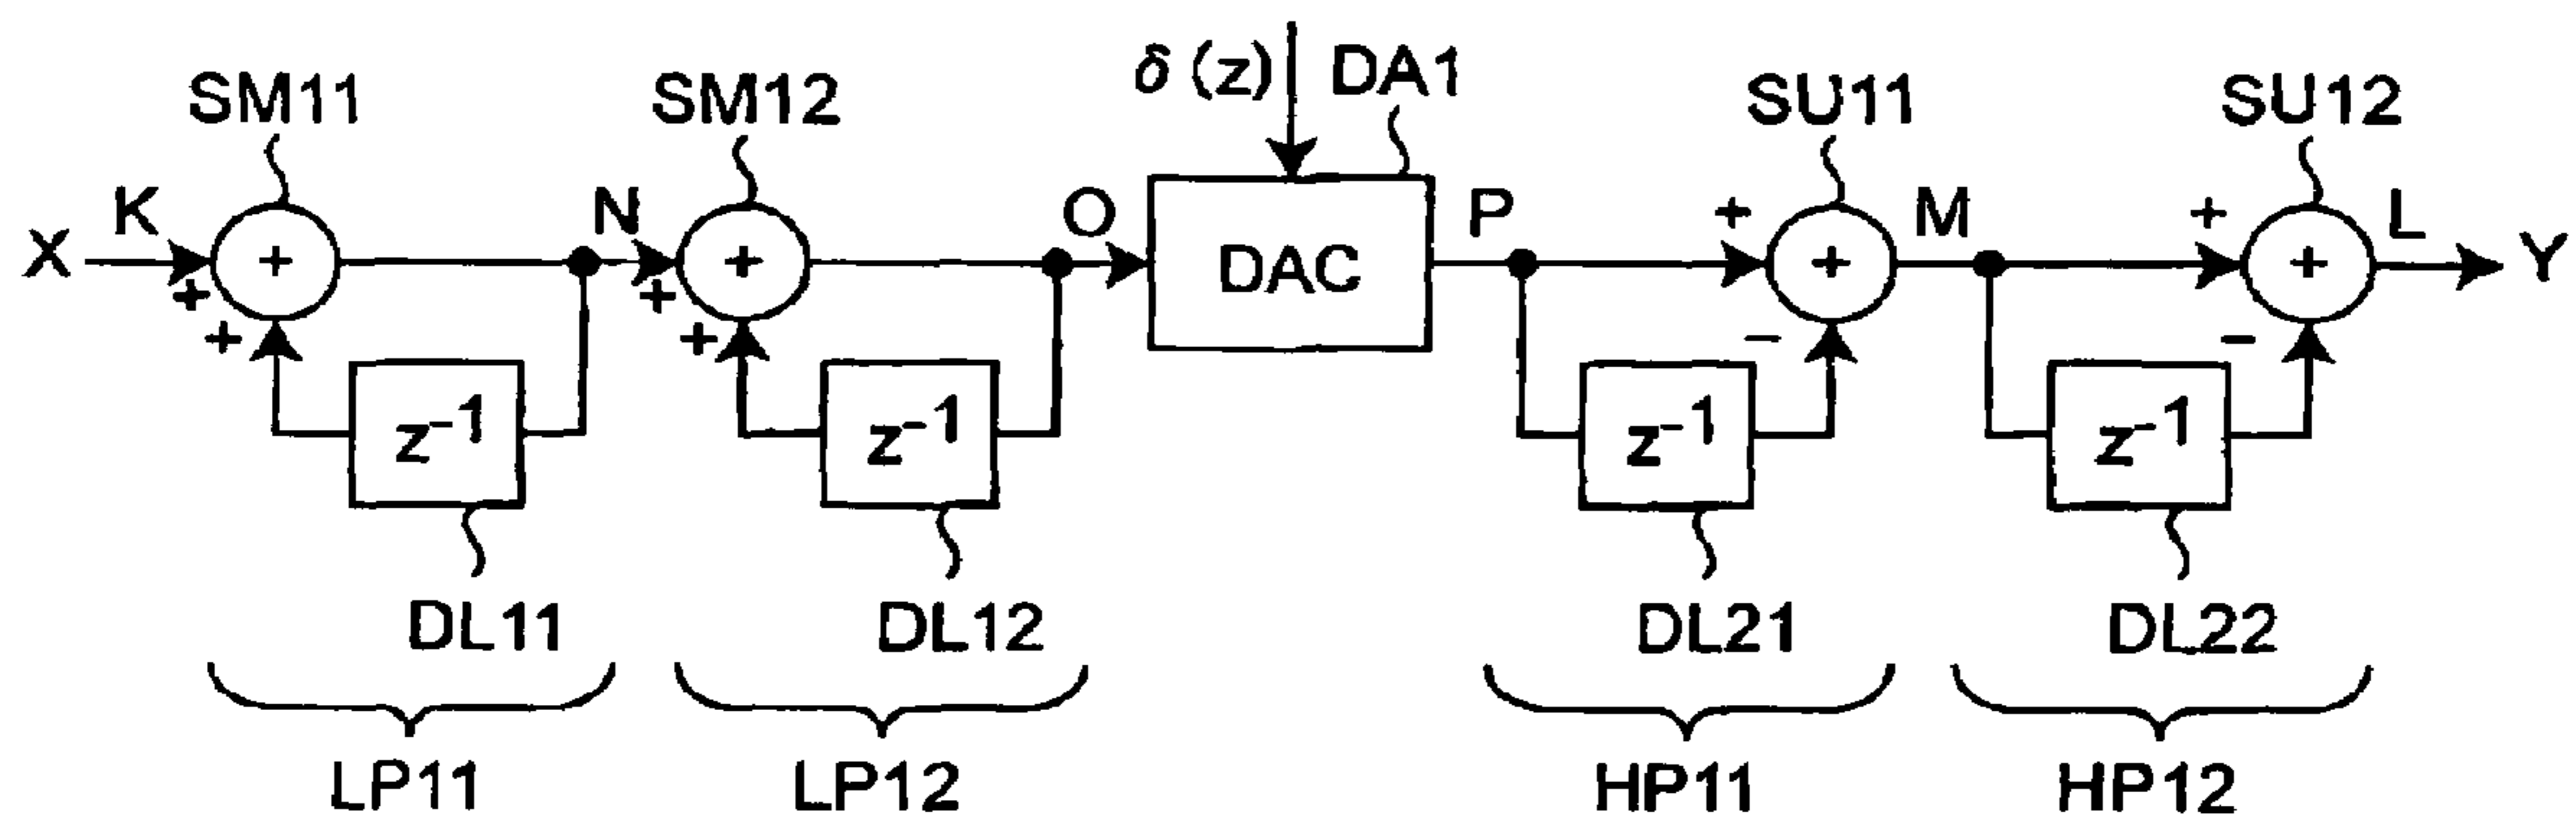 SM11 SM12 δ (z) DA1 SU11 SU12
X K + N + O DAC P + + M + + L Y
+ + + + − −
z⁻¹ z⁻¹ z⁻¹ z⁻¹
DL11 DL12 DL21 DL22
LP11 LP12 HP11 HP12